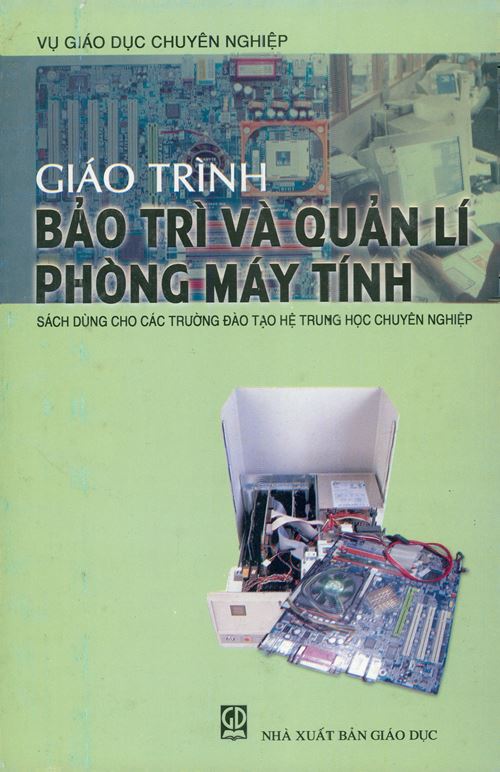 VỤ GIÁO DỤC CHUYÊN NGHIỆP
GIÁO TRÌNH
BẢO TRÌ VÀ QUẢN LÍ
PHÒNG MÁY TÍNH
SÁCH DÙNG CHO CÁC TRƯỜNG ĐÀO TẠO HỆ TRUNG HỌC CHUYÊN NGHIỆP
GD
NHÀ XUẤT BẢN GIÁO DỤC